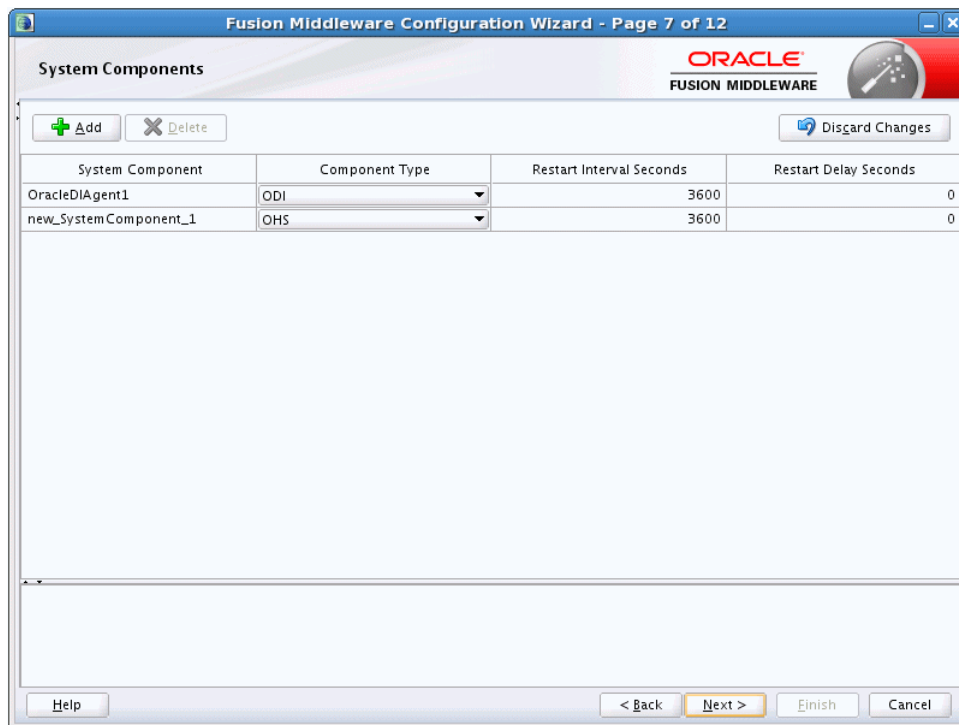 Fusion Middleware Configuration Wizard - Page 7 of 12
System Components
ORACLE
FUSION MIDDLEWARE
Add Delete Discard Changes
System Component Component Type Restart Interval Seconds Restart Delay Seconds
OracleDIAgent1 ODI 3600 0
new_SystemComponent_1 OHS 3600 0
Help < Back Next > Finish Cancel